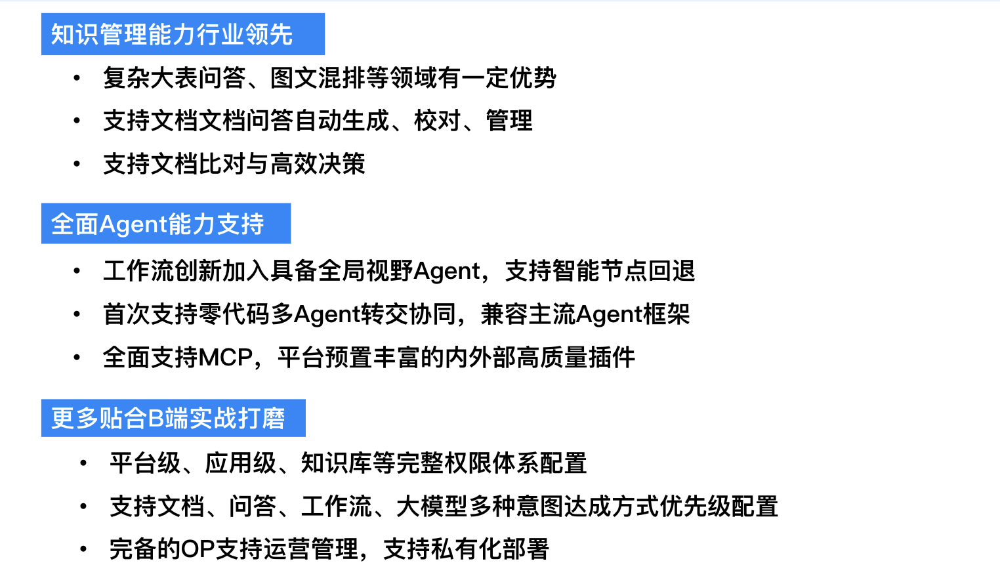 知识管理能力行业领先
• 复杂大表问答、图文混排等领域有一定优势
• 支持文档文档问答自动生成、校对、管理
• 支持文档比对与高效决策
全面Agent能力支持
• 工作流创新加入具备全局视野Agent，支持智能节点回退
• 首次支持零代码多Agent转交协同，兼容主流Agent框架
• 全面支持MCP，平台预置丰富的内外部高质量插件
更多贴合B端实战打磨
• 平台级、应用级、知识库等完整权限体系配置
• 支持文档、问答、工作流、大模型多种意图达成方式优先级配置
• 完备的OP支持运营管理，支持私有化部署